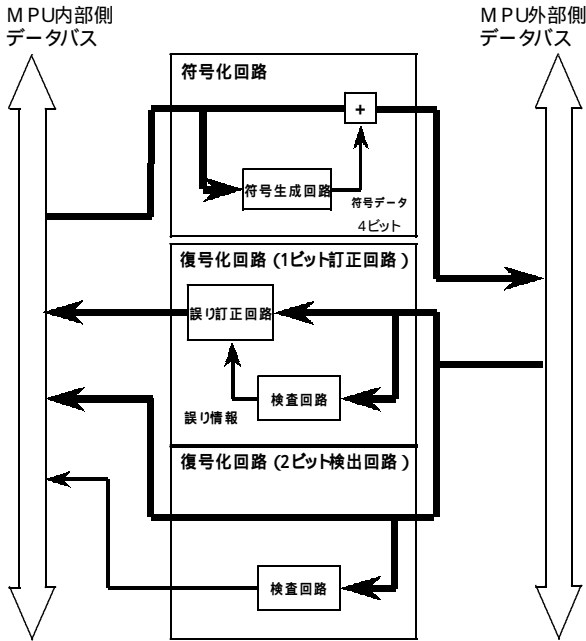 MPU内部側
データバス
MPU外部側
データバス
符号化回路
+
符号生成回路
符号データ
4ビット
復号化回路 (1ビット訂正回路)
誤り訂正回路
検査回路
誤り情報
復号化回路 (2ビット検出回路)
検査回路